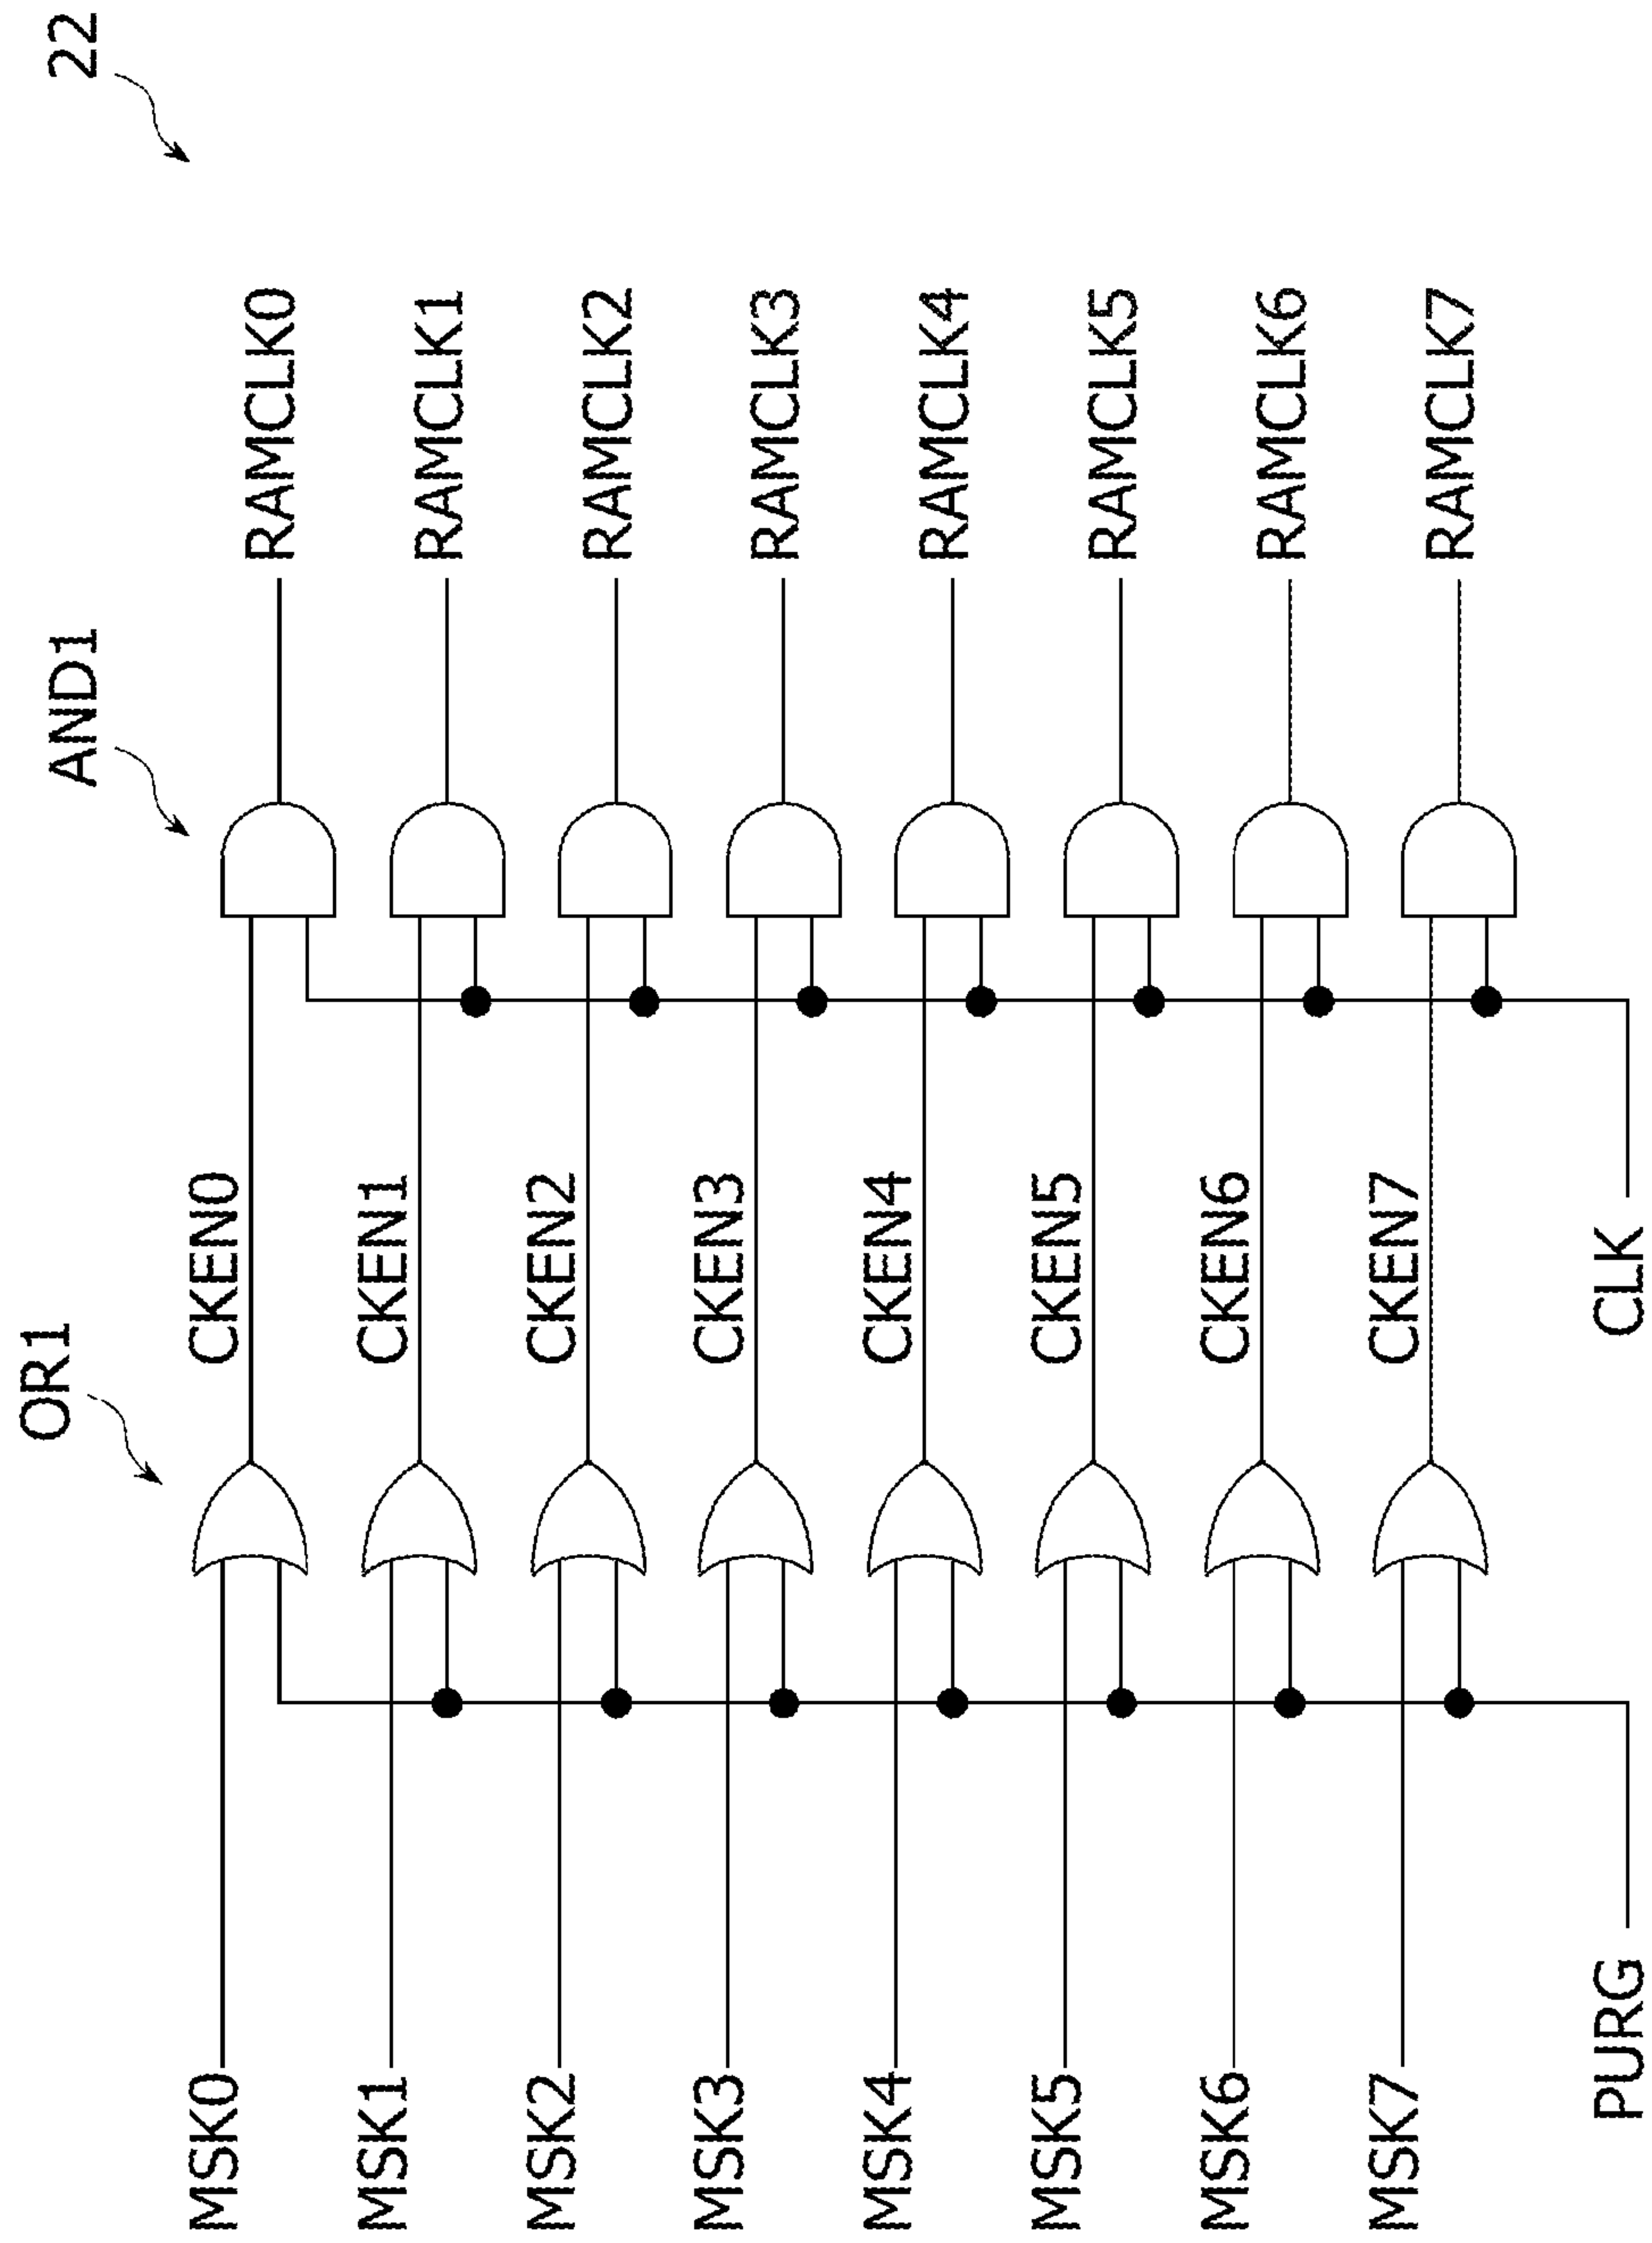 22
OR1
AND1
MSK0
CKEN0
RAMCLK0
MSK1
CKEN1
RAMCLK1
MSK2
CKEN2
RAMCLK2
MSK3
CKEN3
RAMCLK3
MSK4
CKEN4
RAMCLK4
MSK5
CKEN5
RAMCLK5
MSK6
CKEN6
RAMCLK6
MSK7
CKEN7
RAMCLK7
PURG
CLK